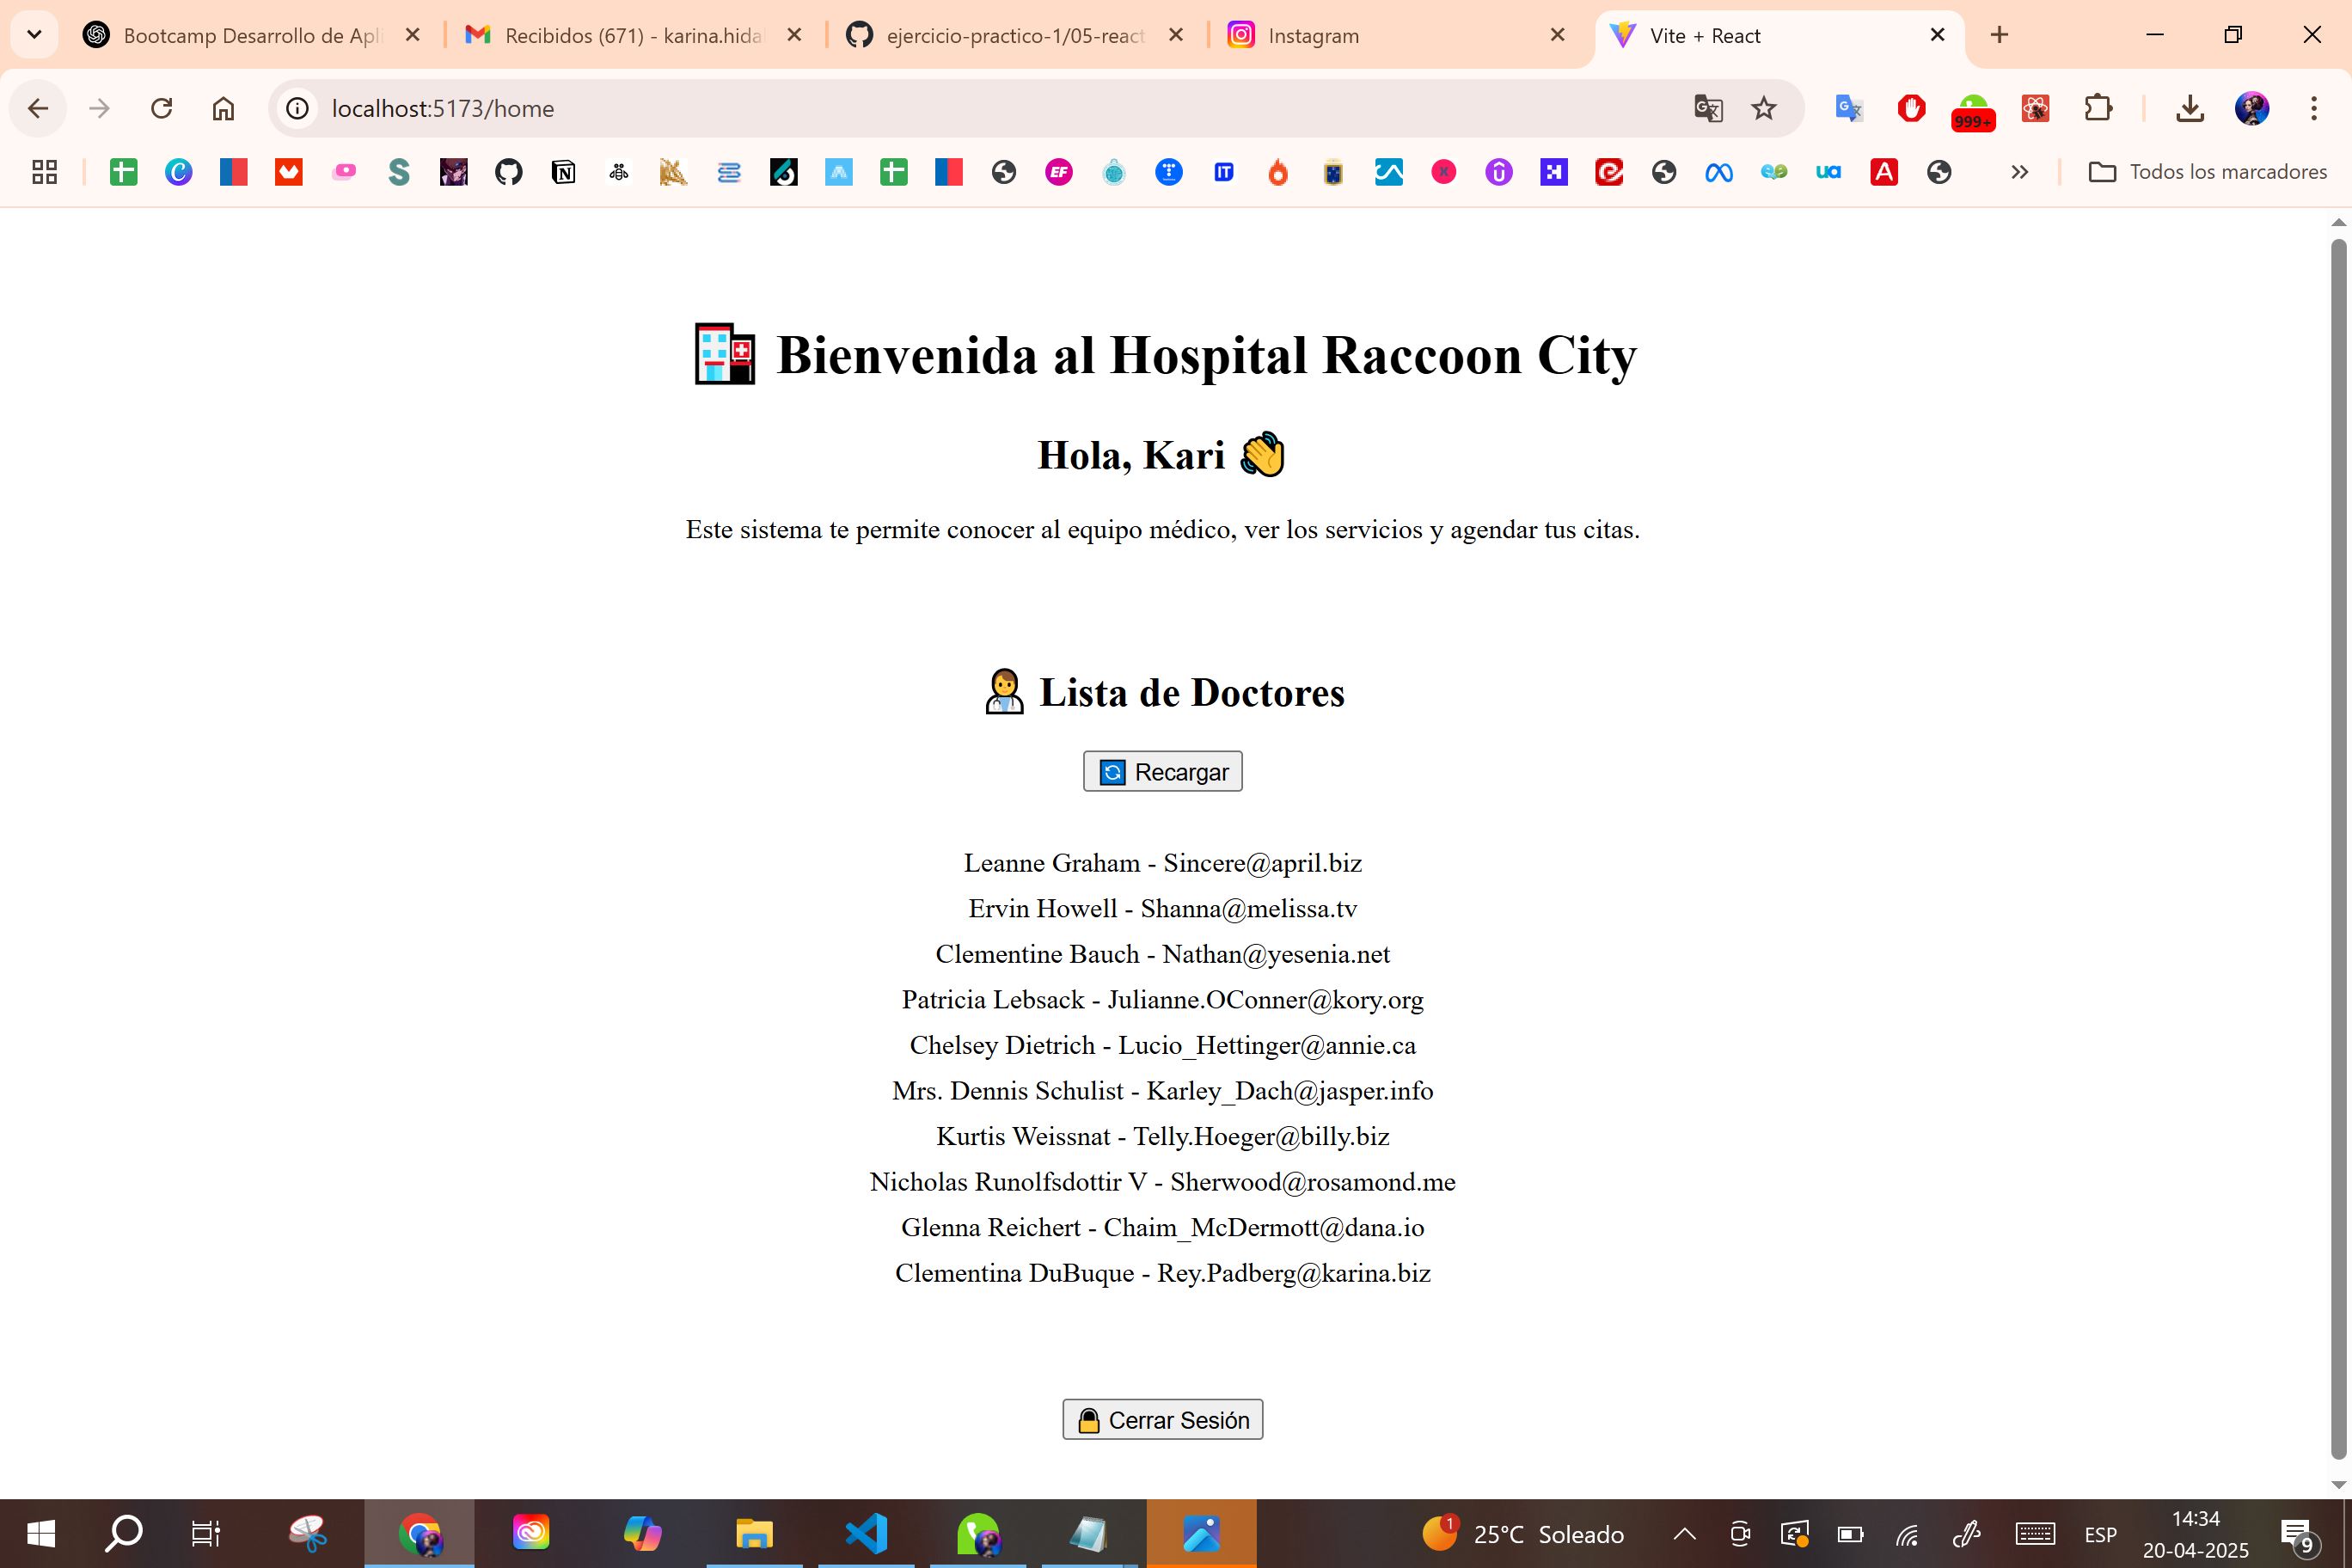 Bootcamp Desarrollo de Apli
Recibidos (671) - karina.hida
ejercicio-practico-1/05-react
Instagram
Vite + React
localhost:5173/home
999+
EF
IT
Todos los marcadores
Bienvenida al Hospital Raccoon City
Hola, Kari
Este sistema te permite conocer al equipo médico, ver los servicios y agendar tus citas.
Lista de Doctores
Recargar
Leanne Graham - Sincere@april.biz
Ervin Howell - Shanna@melissa.tv
Clementine Bauch - Nathan@yesenia.net
Patricia Lebsack - Julianne.OConner@kory.org
Chelsey Dietrich - Lucio_Hettinger@annie.ca
Mrs. Dennis Schulist - Karley_Dach@jasper.info
Kurtis Weissnat - Telly.Hoeger@billy.biz
Nicholas Runolfsdottir V - Sherwood@rosamond.me
Glenna Reichert - Chaim_McDermott@dana.io
Clementina DuBuque - Rey.Padberg@karina.biz
Cerrar Sesión
1
25°C Soleado
ESP
14:34
20-04-2025
9